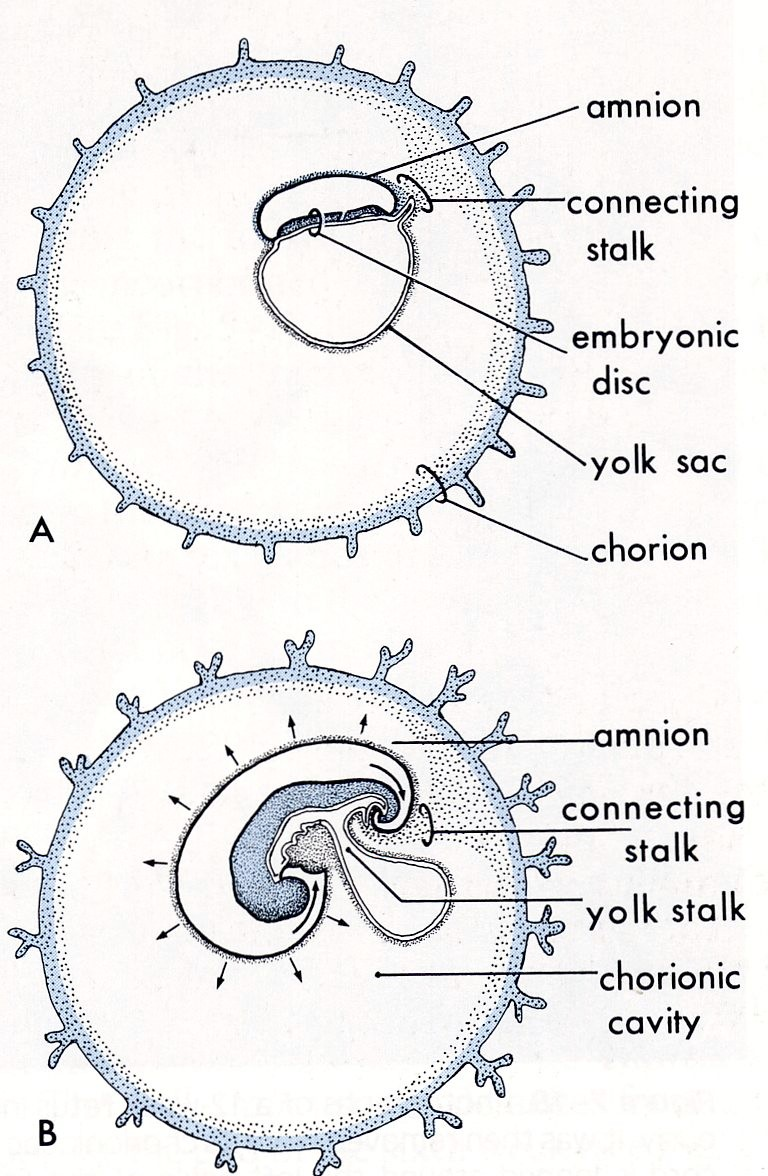 amnion
connecting
stalk
embryonic
disc
yolk sac
chorion
A
amnion
connecting
stalk
yolk stalk
chorionic
cavity
B